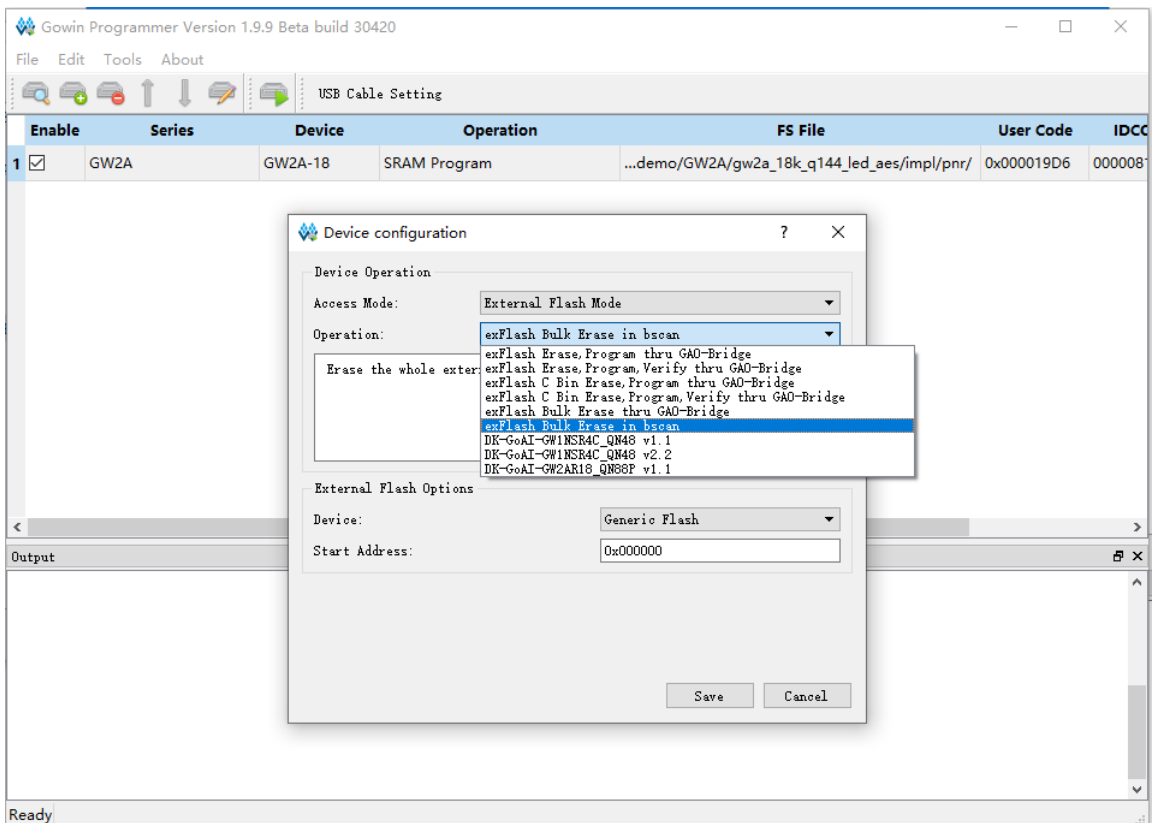 Gowin Programmer Version 1.9.9 Beta build 30420
File Edit Tools About
USB Cable Setting
Enable Series Device Operation FS File User Code IDCC
1 GW2A GW2A-18 SRAM Program ...demo/GW2A/gw2a_18k_q144_led_aes/impl/pnr/ 0x000019D6 000008
Device configuration ?
Device Operation
Access Mode: External Flash Mode
Operation: exFlash Bulk Erase in bscan
Erase the whole exter
exFlash Erase,Program thru GAO-Bridge
exFlash Erase,Program,Verify thru GAO-Bridge
exFlash C Bin Erase,Program thru GAO-Bridge
exFlash C Bin Erase,Program,Verify thru GAO-Bridge
exFlash Bulk Erase thru GAO-Bridge
exFlash Bulk Erase in bscan
DK-GoAI-GW1NSR4C_QN48 v1.1
DK-GoAI-GW1NSR4C_QN48 v2.2
DK-GoAI-GW2AR18_QN88P v1.1
External Flash Options
Device: Generic Flash
Start Address: 0x000000
Output
Save Cancel
Ready